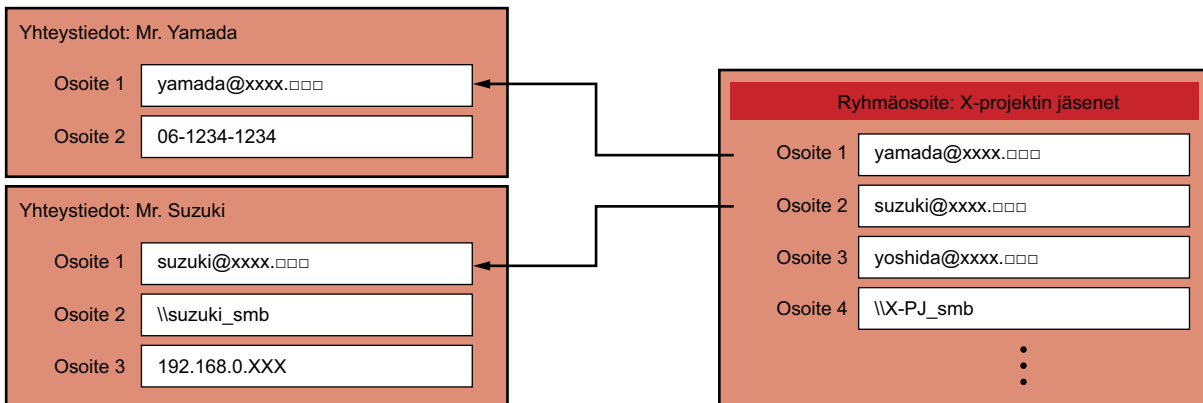 Yhteystiedot: Mr. Yamada
Osoite 1 yamada@xxxx.□□□
Osoite 2 06-1234-1234
Yhteystiedot: Mr. Suzuki
Osoite 1 suzuki@xxxx.□□□
Osoite 2 \\suzuki_smb
Osoite 3 192.168.0.XXX
Ryhmäosoite: X-projektin jäsenet
Osoite 1 yamada@xxxx.□□□
Osoite 2 suzuki@xxxx.□□□
Osoite 3 yoshida@xxxx.□□□
Osoite 4 \\X-PJ_smb